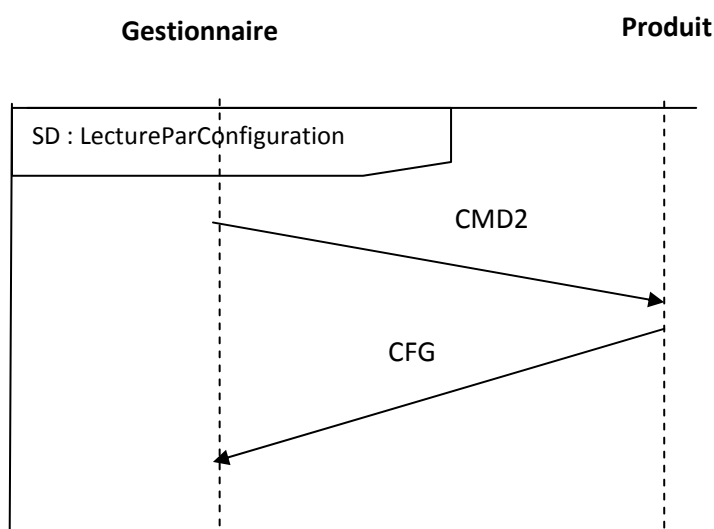 Gestionnaire
Produit
SD : LectureParConfiguration
CMD2
CFG